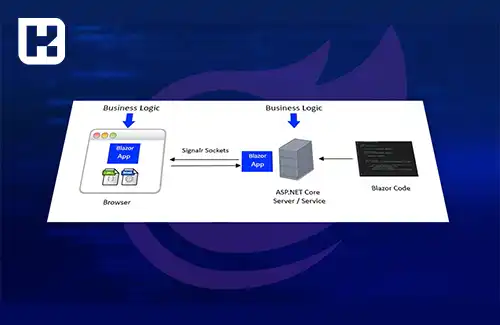 Business Logic
Business Logic
Blazor
App
Signalr Sockets
Blazor
App
ASP.NET Core
Server / Service
Blazor Code
Browser